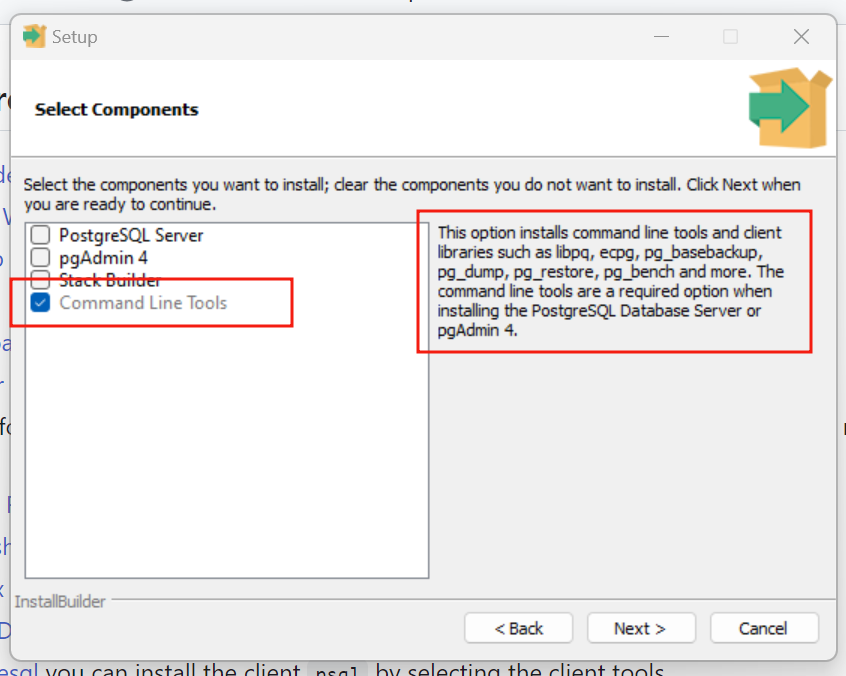 Setup
Select Components
Select the components you want to install; clear the components you do not want to install. Click Next when
you are ready to continue.
PostgreSQL Server
pgAdmin 4
Stack Builder
Command Line Tools
This option installs command line tools and client
libraries such as libpq, ecpg, pg_basebackup,
pg_dump, pg_restore, pg_bench and more. The
command line tools are a required option when
installing the PostgreSQL Database Server or
pgAdmin 4.
InstallBuilder
< Back
Next >
Cancel
you can install the client psql by selecting the client tools